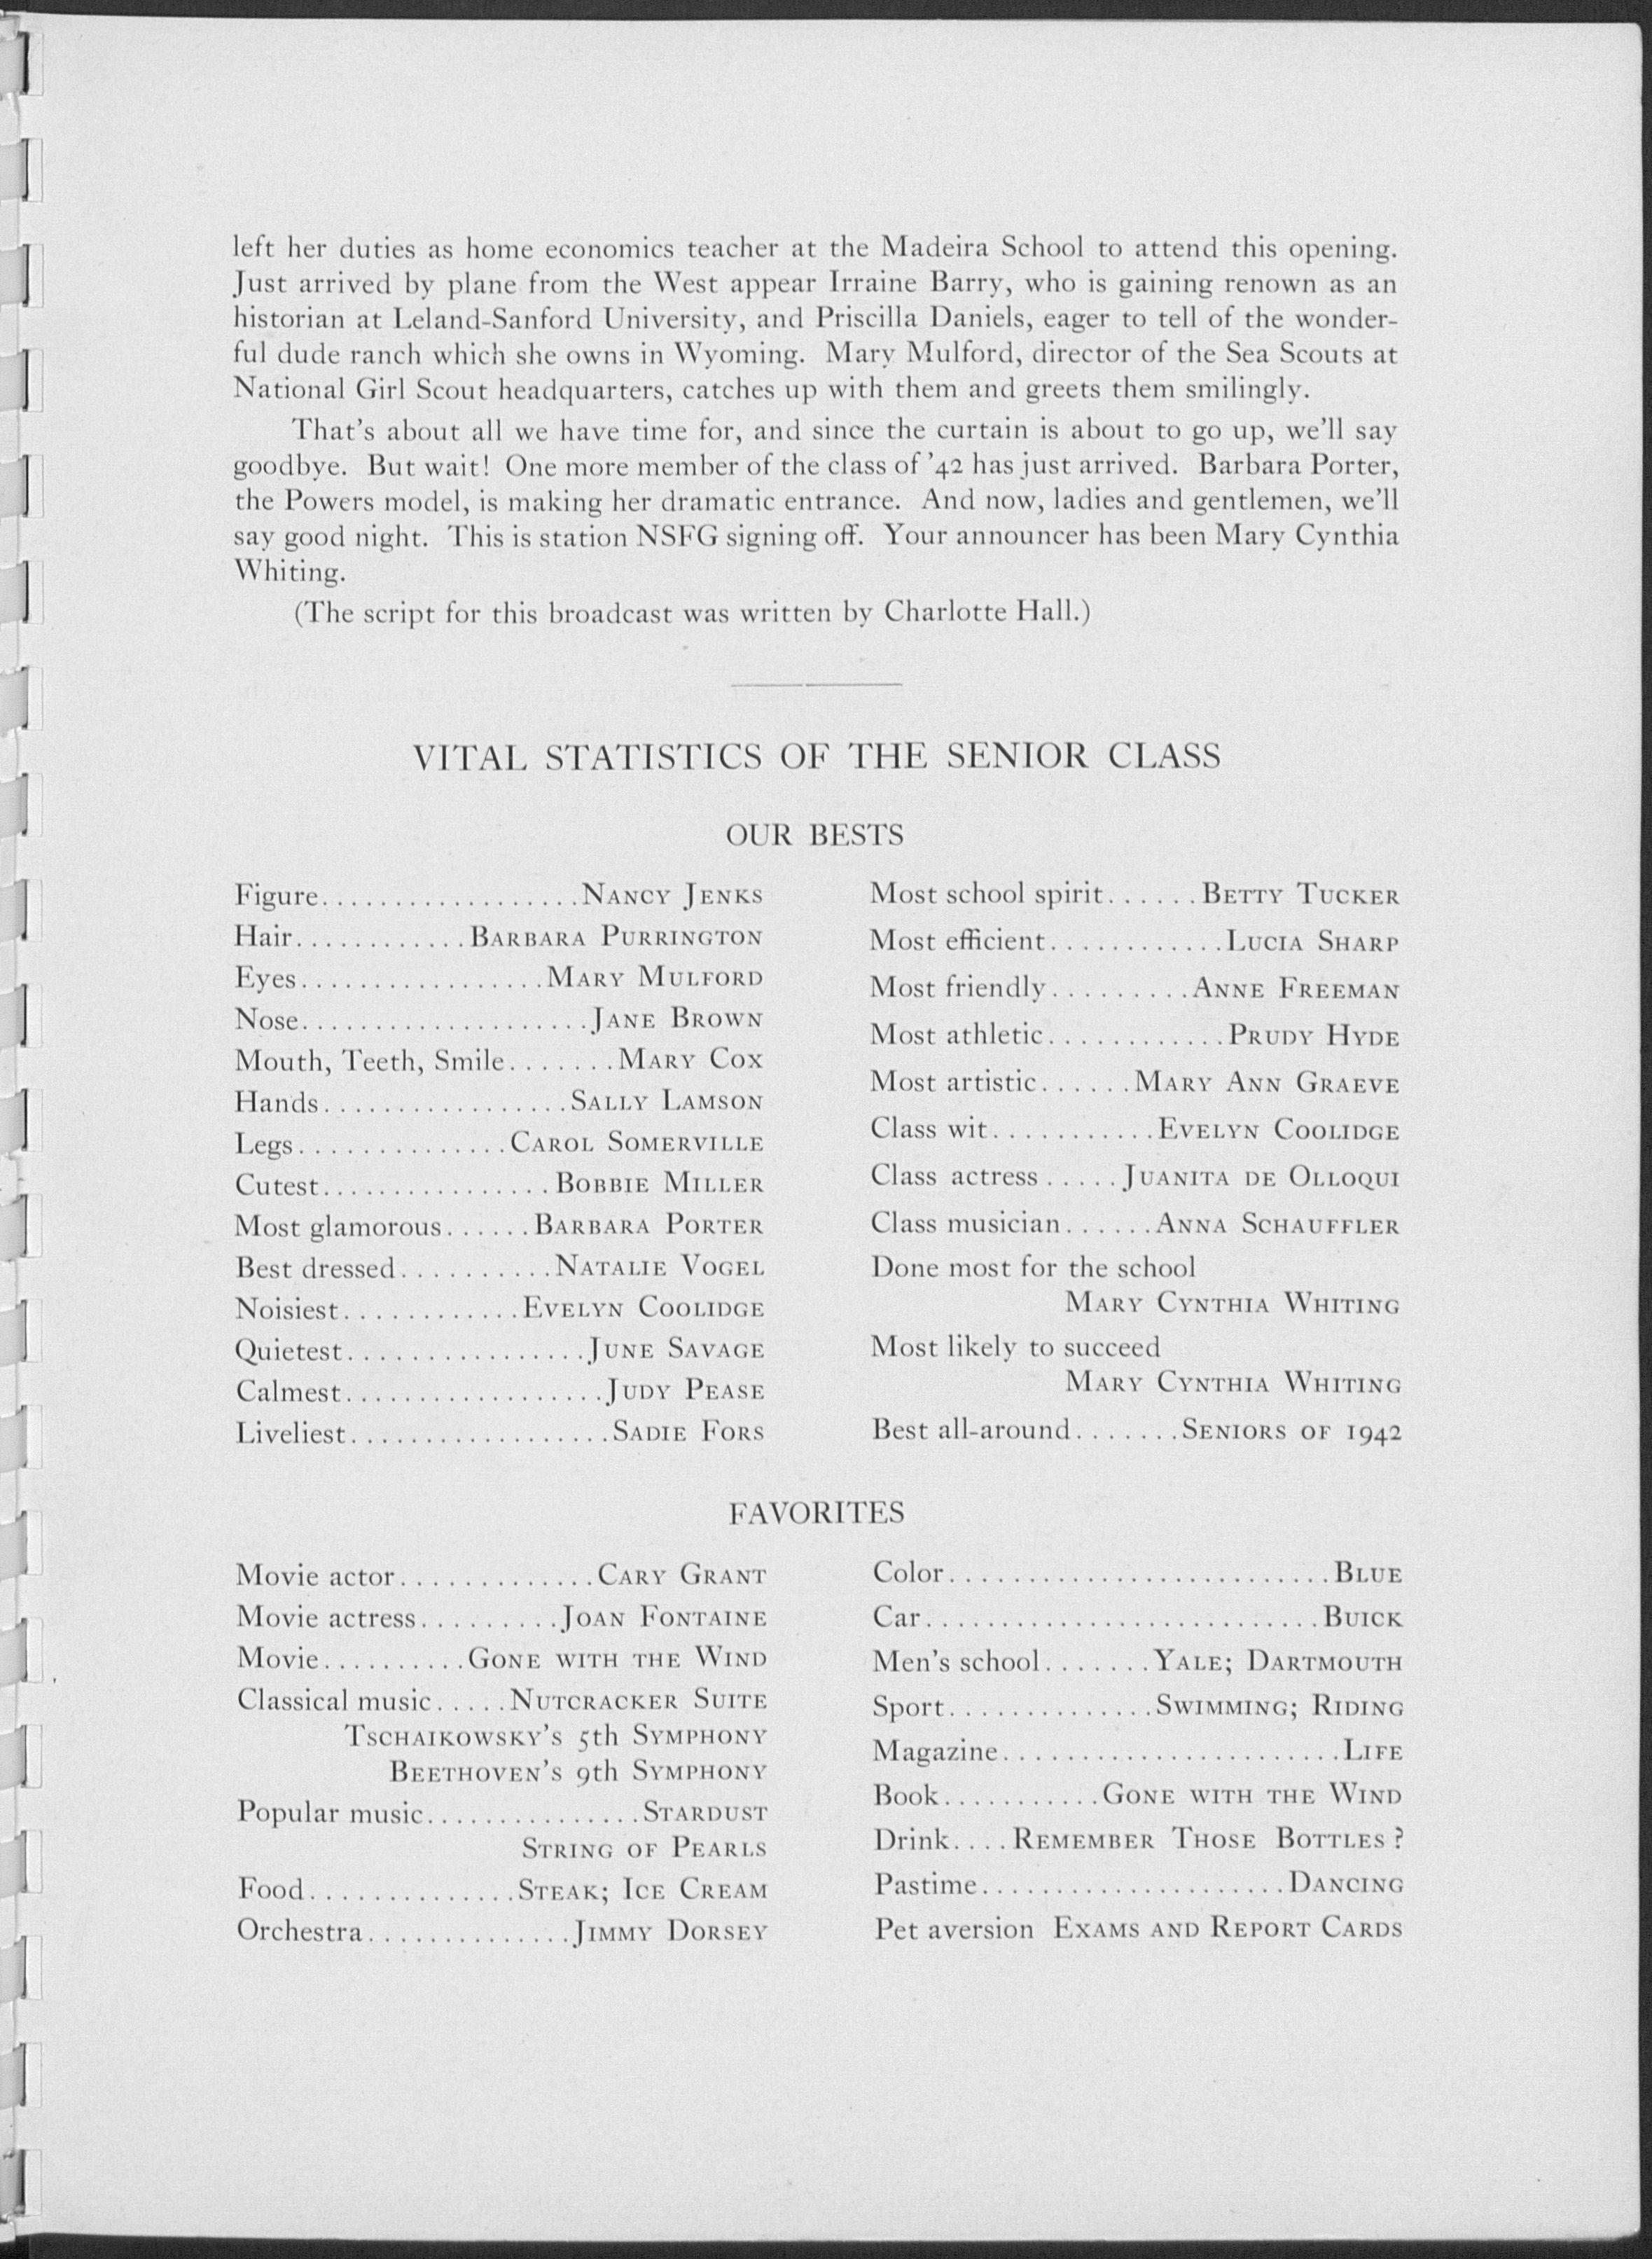 left her duties as home economics teacher at the Madeira School to attend this opening.
Just arrived by plane from the West appear Irraine Barry, who is gaining renown as an
historian at Leland-Sanford University, and Priscilla Daniels, eager to tell of the wonder-
ful dude ranch which she owns in Wyoming. Mary Mulford, director of the Sea Scouts at
National Girl Scout headquarters, catches up with them and greets them smilingly.
That's about all we have time for, and since the curtain is about to go up, we'll say
goodbye. But wait! One more member of the class of '42 has just arrived. Barbara Porter,
the Powers model, is making her dramatic entrance. And now, ladies and gentlemen, we'll
say good night. This is station NSFG signing off. Your announcer has been Mary Cynthia
Whiting.
(The script for this broadcast was written by Charlotte Hall.)
VITAL STATISTICS OF THE SENIOR CLASS
OUR BESTS
Figure..................NANCY JENKS
Hair............BARBARA PURRINGTON
Eyes.................MARY MULFORD
Nose....................JANE BROWN
Mouth, Teeth, Smile.......MARY COX
Hands.................SALLY LAMSON
Legs..............CAROL SOMERVILLE
Cutest................BOBBIE MILLER
Most glamorous......BARBARA PORTER
Best dressed...........NATALIE VOGEL
Noisiest............EVELYN COOLIDGE
Quietest.................JUNE SAVAGE
Calmest..................JUDY PEASE
Liveliest..................SADIE FORS
Most school spirit......BETTY TUCKER
Most efficient............LUCIA SHARP
Most friendly.........ANNE FREEMAN
Most athletic............PRUDY HYDE
Most artistic......MARY ANN GRAEVE
Class wit...........EVELYN COOLIDGE
Class actress.....JUANITA DE OLLOQUI
Class musician......ANNA SCHAUFFLER
Done most for the school
MARY CYNTHIA WHITING
Most likely to succeed
MARY CYNTHIA WHITING
Best all-around.......SENIORS OF 1942
FAVORITES
Movie actor.............CARY GRANT
Movie actress.........JOAN FONTAINE
Movie..........GONE WITH THE WIND
Classical music.....NUTCRACKER SUITE
TSCHAIKOWSKY'S 5th SYMPHONY
BEETHOVEN'S 9th SYMPHONY
Popular music...............STARDUST
STRING OF PEARLS
Food..............STEAK; ICE CREAM
Orchestra..............JIMMY DORSEY
Color..........................BLUE
Car...........................BUICK
Men's school.......YALE; DARTMOUTH
Sport..............SWIMMING; RIDING
Magazine.......................LIFE
Book...........GONE WITH THE WIND
Drink....REMEMBER THOSE BOTTLES?
Pastime.....................DANCING
Pet aversion EXAMS AND REPORT CARDS